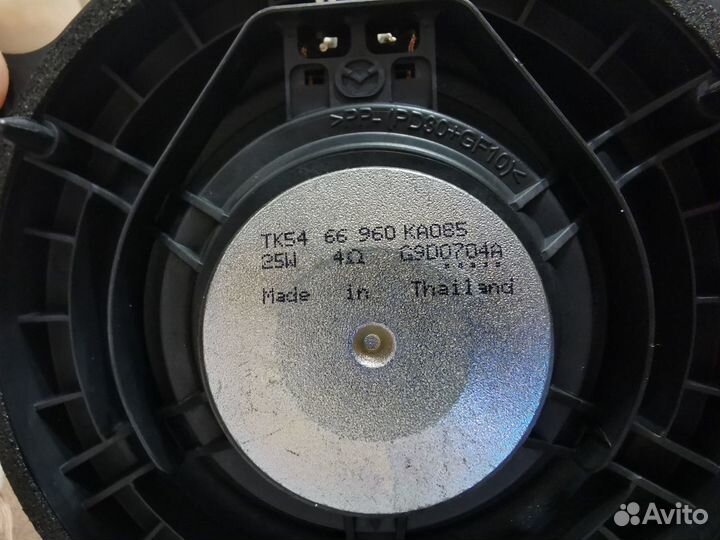 >PP-(PD30+GF10)<
TK54 66 960 KA085
25W 4Ω G9D0704A
Made in Thailand
Avito